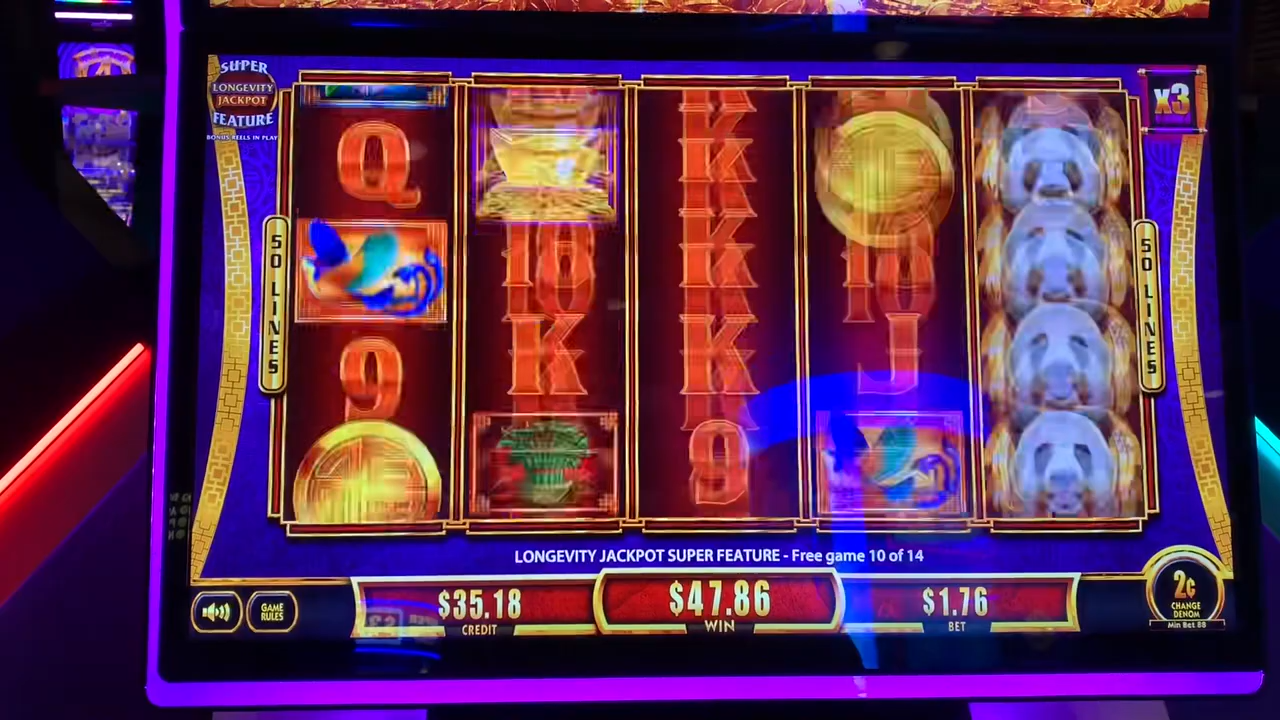 SUPER
LONGEVITY
JACKPOT
FEATURE
BONUS REELS IN PLAY
x3
Q
9
10
K
K
K
K
K
9
10
J
50 LINES
50 LINES
LONGEVITY JACKPOT SUPER FEATURE - Free game 10 of 14
GAME
RULES
$35.18
CREDIT
$47.86
WIN
$1.76
BET
2¢
CHANGE
DENOM
Min Bet 88